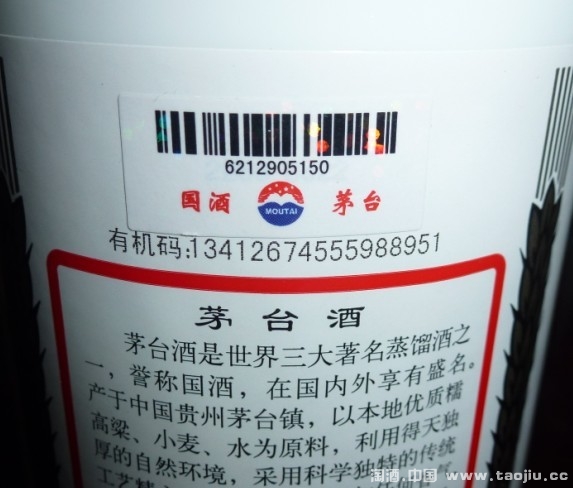 6212905150
国酒 MOUTAI 茅台
有机码:13412674555988951
茅台酒
茅台酒是世界三大著名蒸馏酒之
一，誉称国酒，在国内外享有盛名。
产于中国贵州茅台镇，以本地优质糯
高粱、小麦、水为原料，利用得天独
厚的自然环境，采用科学独特的传统
工艺精
淘酒.中国 www.taojiu.cc